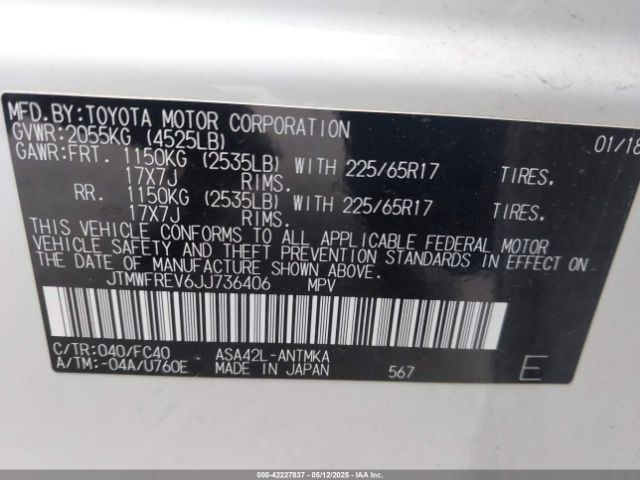 MFD.BY:TOYOTA MOTOR CORPORATION 01/18
GVWR:2055KG (4525LB)
GAWR:FRT. 1150KG (2535LB) WITH 225/65R17 TIRES,
17X7J RIMS.
RR. 1150KG (2535LB) WITH 225/65R17 TIRES,
17X7J RIMS.
THIS VEHICLE CONFORMS TO ALL APPLICABLE FEDERAL MOTOR
VEHICLE SAFETY AND THEFT PREVENTION STANDARDS IN EFFECT ON
THE DATE OF MANUFACTURE SHOWN ABOVE.
JTMWFREV6JJ736406 MPV
C/TR:040/FC40 ASA42L-ANTMKA
A/TM:-04A/U760E MADE IN JAPAN 567 E
000-42227837 - 05/12/2025 - IAAI.COM